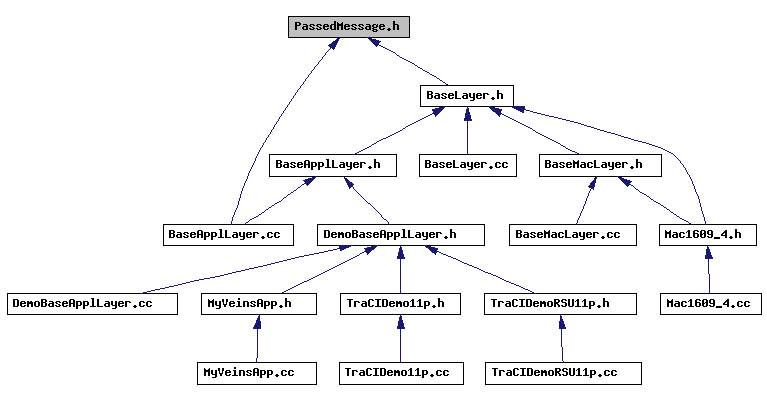 PassedMessage.h
BaseLayer.h
BaseApplLayer.h
BaseLayer.cc
BaseMacLayer.h
BaseApplLayer.cc
DemoBaseApplLayer.h
BaseMacLayer.cc
Mac1609_4.h
DemoBaseApplLayer.cc
MyVeinsApp.h
TraCIDemo11p.h
TraCIDemoRSU11p.h
Mac1609_4.cc
MyVeinsApp.cc
TraCIDemo11p.cc
TraCIDemoRSU11p.cc